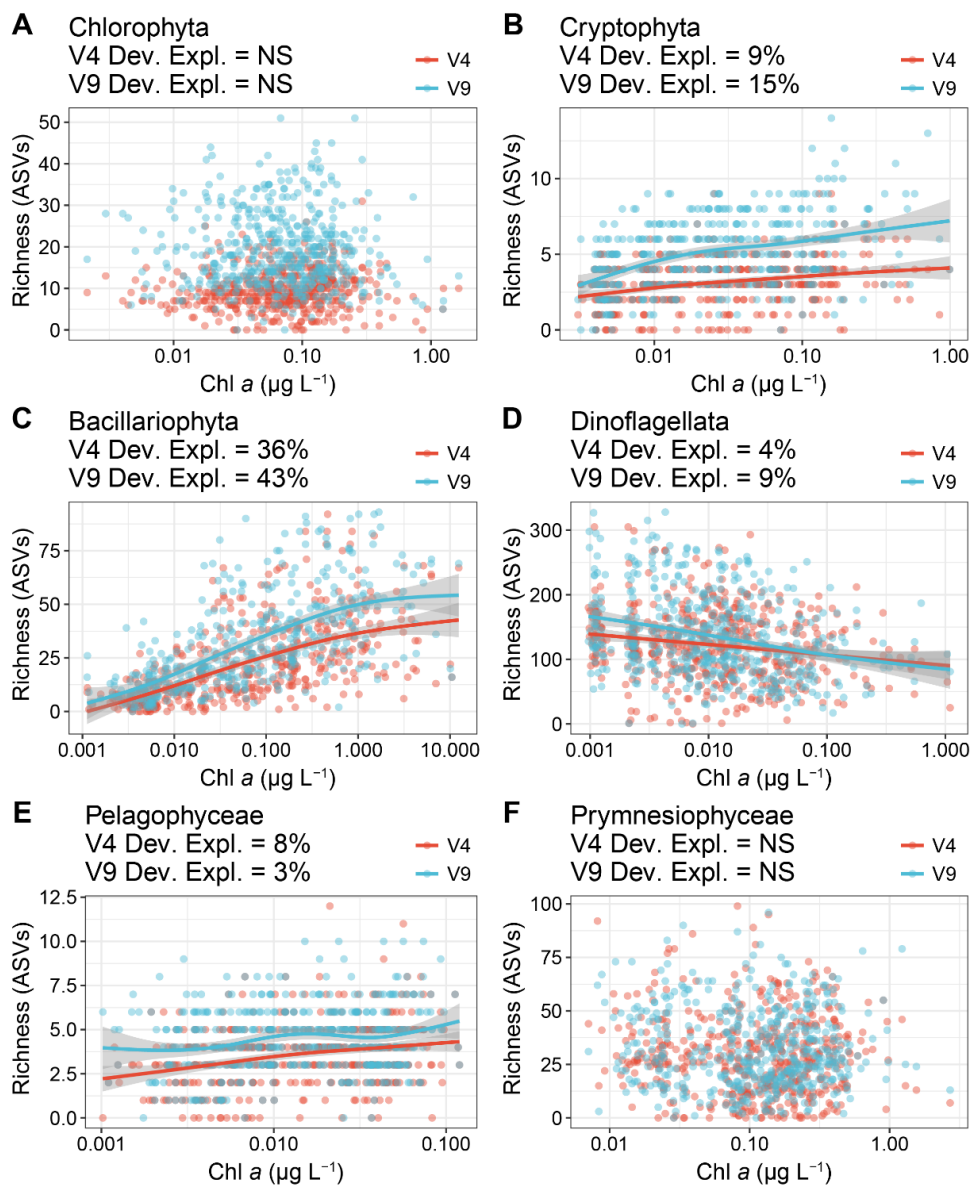 A Chlorophyta
V4 Dev. Expl. = NS
V9 Dev. Expl. = NS
V4
V9
Richness (ASVs)
50
40
30
20
10
0
0.01 0.10 1.00
Chl a (µg L⁻¹)
B Cryptophyta
V4 Dev. Expl. = 9%
V9 Dev. Expl. = 15%
V4
V9
Richness (ASVs)
10
5
0
0.01 0.10 1.00
Chl a (µg L⁻¹)
C Bacillariophyta
V4 Dev. Expl. = 36%
V9 Dev. Expl. = 43%
V4
V9
Richness (ASVs)
75
50
25
0
0.001 0.010 0.100 1.000 10.000
Chl a (µg L⁻¹)
D Dinoflagellata
V4 Dev. Expl. = 4%
V9 Dev. Expl. = 9%
V4
V9
Richness (ASVs)
300
200
100
0
0.001 0.010 0.100 1.000
Chl a (µg L⁻¹)
E Pelagophyceae
V4 Dev. Expl. = 8%
V9 Dev. Expl. = 3%
V4
V9
Richness (ASVs)
12.5
10.0
7.5
5.0
2.5
0.0
0.001 0.010 0.100
Chl a (µg L⁻¹)
F Prymnesiophyceae
V4 Dev. Expl. = NS
V9 Dev. Expl. = NS
V4
V9
Richness (ASVs)
100
75
50
25
0
0.01 0.10 1.00
Chl a (µg L⁻¹)